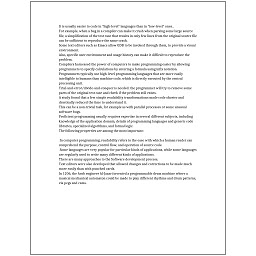 It is usually easier to code in "high-level" languages than in "low-level" ones.
For example, when a bug in a compiler can make it crash when parsing some large source
file, a simplification of the test case that results in only few lines from the original source file
can be sufficient to reproduce the same crash.
Some text editors such as Emacs allow GDB to be invoked through them, to provide a visual
environment.
Also, specific user environment and usage history can make it difficult to reproduce the
problem.
Compilers harnessed the power of computers to make programming easier by allowing
programmers to specify calculations by entering a formula using infix notation.
Programmers typically use high-level programming languages that are more easily
intelligible to humans than machine code, which is directly executed by the central
processing unit.
Trial-and-error/divide-and-conquer is needed: the programmer will try to remove some
parts of the original test case and check if the problem still exists.
A study found that a few simple readability transformations made code shorter and
drastically reduced the time to understand it.
This can be a non-trivial task, for example as with parallel processes or some unusual
software bugs.
Proficient programming usually requires expertise in several different subjects, including
knowledge of the application domain, details of programming languages and generic code
libraries, specialized algorithms, and formal logic.
The following properties are among the most important:

In computer programming, readability refers to the ease with which a human reader can
comprehend the purpose, control flow, and operation of source code.
Some languages are very popular for particular kinds of applications, while some languages
are regularly used to write many different kinds of applications.
There are many approaches to the Software development process.
Text editors were also developed that allowed changes and corrections to be made much
more easily than with punched cards.
In 1206, the Arab engineer Al-Jazari invented a programmable drum machine where a
musical mechanical automaton could be made to play different rhythms and drum patterns,
via pegs and cams.